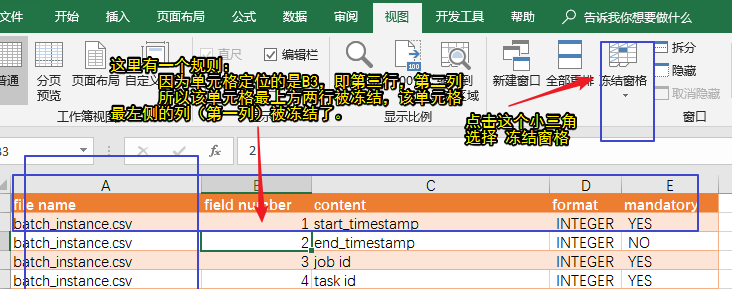 文件 开始 插入 页面布局 公式 数据 审阅 视图 开发工具 告诉我你想要做什么
直尺 编辑栏
拆分
隐藏
取消隐藏
普通 分页预览 页面布局 新建窗口 全部重排 冻结窗格
工作簿视图 显示比例 窗口
这里有一个规则：
因为单元格定位的是B3，即第三行，第二列
所以该单元格最上方两行被冻结，该单元格
最左侧的列（第一列）被冻结了。
点击这个小三角
选择 冻结窗格
B3 fx 2
A B C D E
file name field number content format mandatory
batch_instance.csv 1 start_timestamp INTEGER YES
batch_instance.csv 2 end_timestamp INTEGER NO
batch_instance.csv 3 job id INTEGER YES
batch_instance.csv 4 task id INTEGER YES